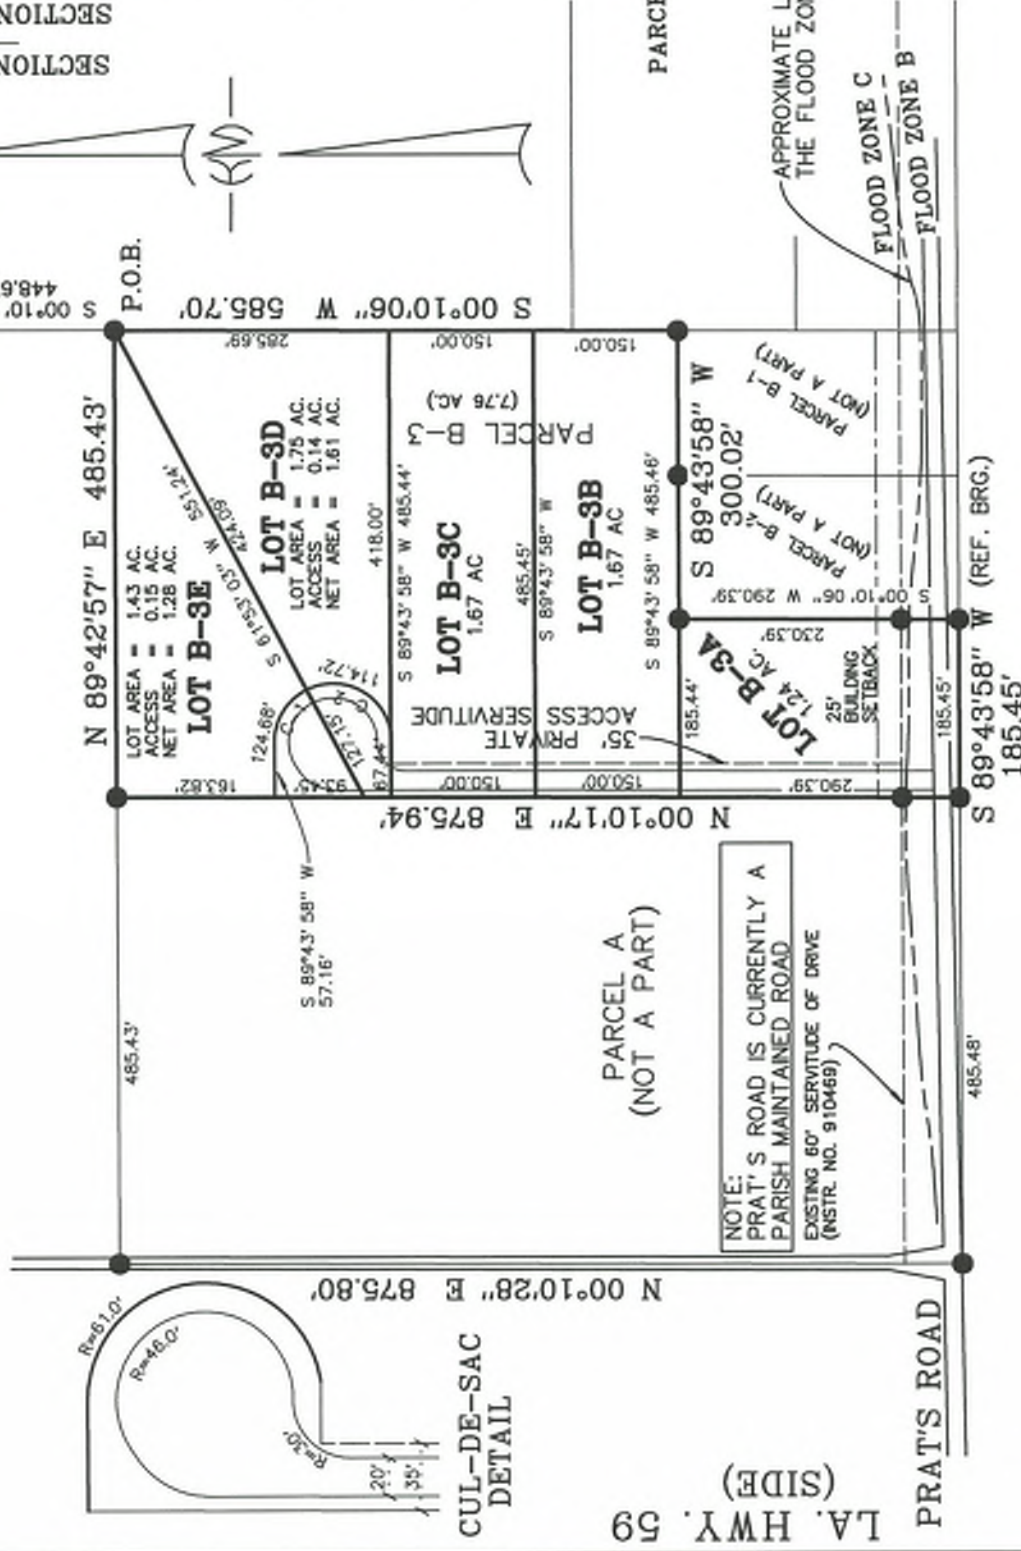 SECTION
SECTION
N
S 00°10'
448.6
P.O.B.
N 89°42'57" E 485.43'
S 00°10'06" W 585.70'
LOT AREA = 1.43 AC.
ACCESS = 0.15 AC.
NET AREA = 1.28 AC.
LOT B-3E
S 61°53'03" W 551.24'
424.09'
LOT B-3D
LOT AREA = 1.75 AC.
ACCESS = 0.14 AC.
NET AREA = 1.61 AC.
285.69'
163.82'
124.68'
114.72'
127.15'
93.45'
67.44'
418.00'
S 89°43'58" W 485.44'
LOT B-3C
1.67 AC
150.00'
150.00'
PARCEL B-3
(7.76 AC.)
485.45'
S 89°43'58" W
LOT B-3B
1.67 AC
150.00'
150.00'
S 89°43'58" W 485.46'
35' PRIVATE
ACCESS SERVITUDE
185.44'
LOT B-3A
1.24 AC.
25'
BUILDING
SETBACK
290.39'
230.39'
S 00°10'06" W 290.39'
S 89°43'58" W
300.02'
PARCEL B-2
(NOT A PART)
PARCEL B-1
(NOT A PART)
185.45'
S 89°43'58" W (REF. BRG.)
185.45'
N 00°10'17" E 875.94'
S 89°43'58" W
57.16'
PARCEL A
(NOT A PART)
485.43'
485.48'
NOTE:
PRAT'S ROAD IS CURRENTLY A
PARISH MAINTAINED ROAD
EXISTING 60' SERVITUDE OF DRIVE
(INSTR. NO. 910469)
N 00°10'28" E 875.80'
R=61.0'
R=46.0'
R=30'
20'
35'
CUL-DE-SAC
DETAIL
LA. HWY. 59
(SIDE)
PRAT'S ROAD
PARCE
APPROXIMATE L
THE FLOOD ZO
FLOOD ZONE C
FLOOD ZONE B